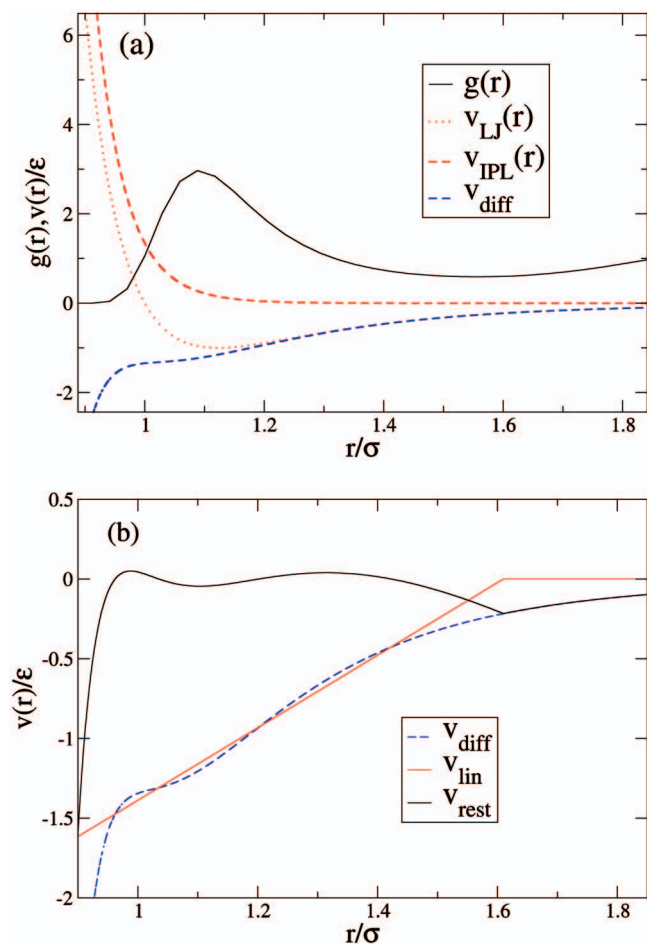 (a)
g(r)
v_LJ(r)
v_IPL(r)
v_diff
g(r),v(r)/ε
6
4
2
0
-2
1 1.2 1.4 1.6 1.8
r/σ
(b)
v_diff
v_lin
v_rest
v(r)/ε
0.5
0
-0.5
-1
-1.5
-2
1 1.2 1.4 1.6 1.8
r/σ